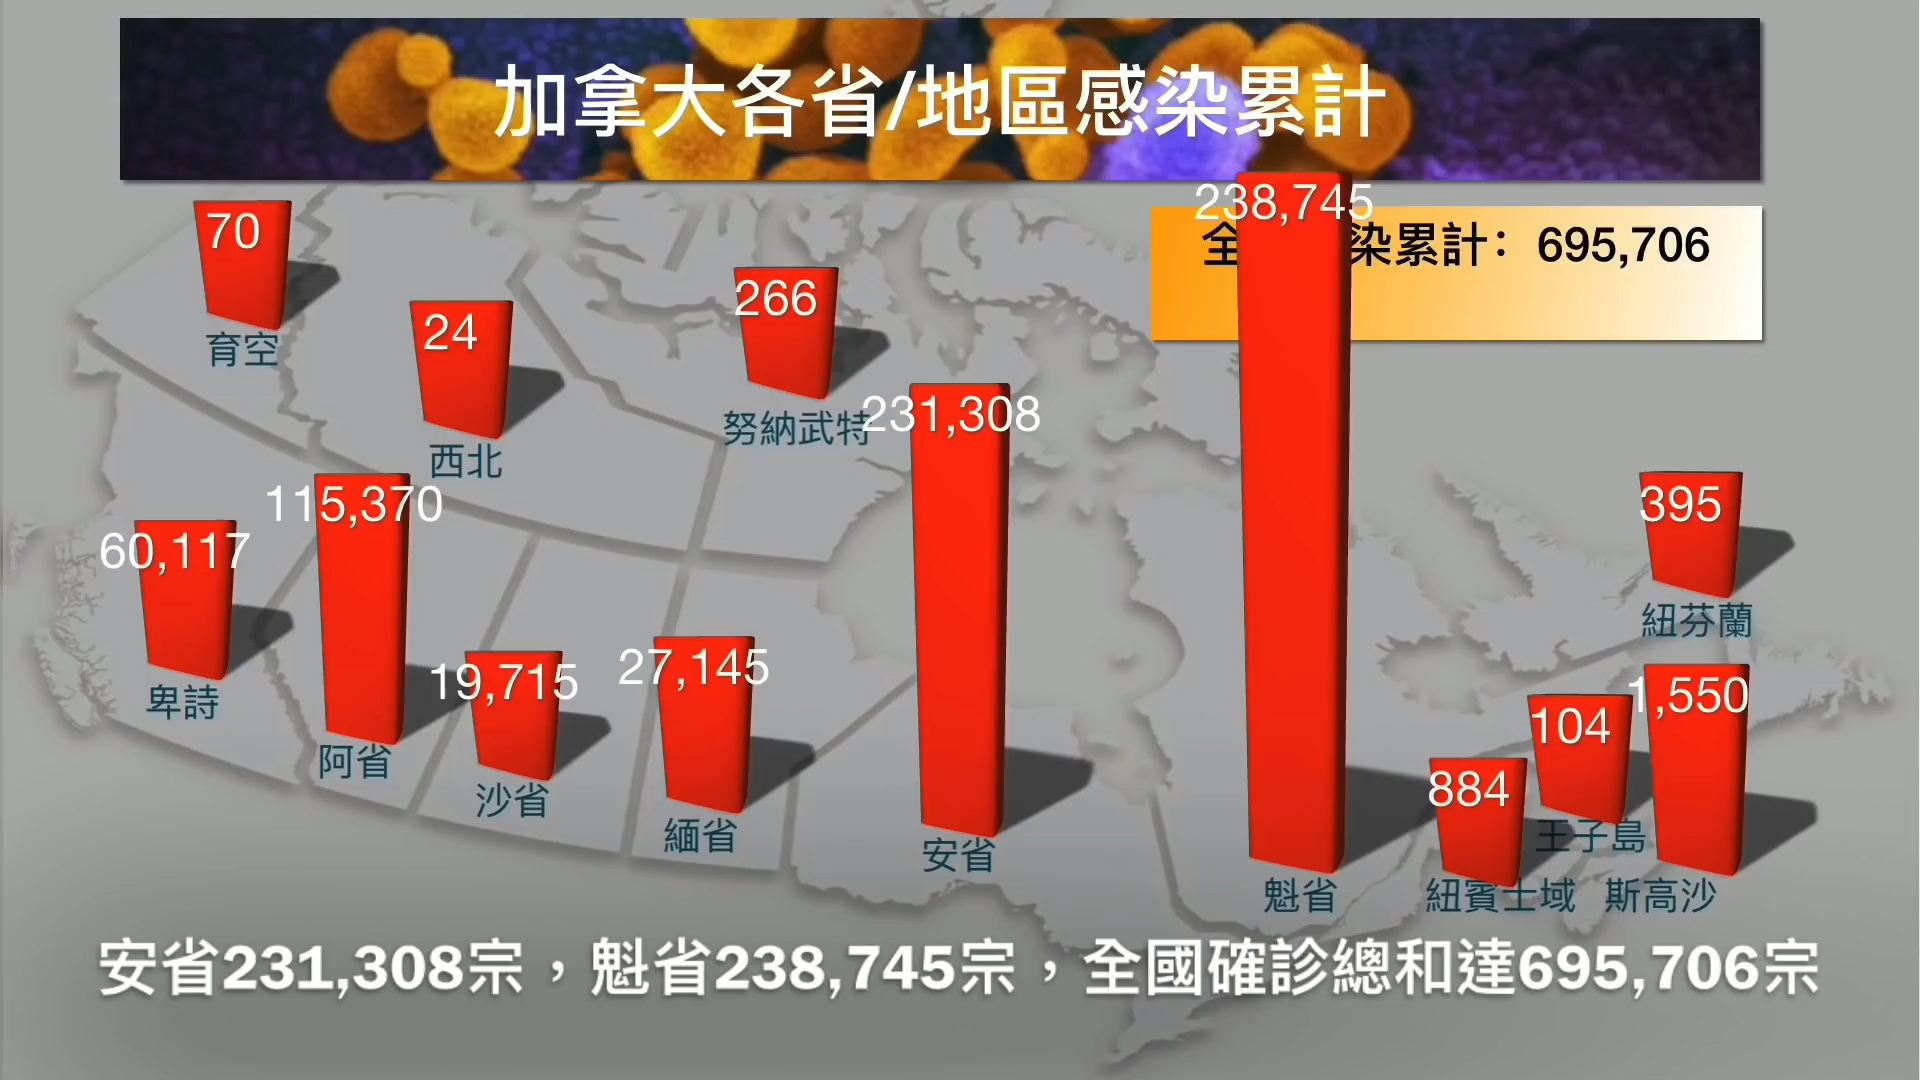 加拿大各省/地區感染累計
238,745
全 染累計：695,706
70
育空
24
西北
266
努納武特
231,308
115,370
60,117
395
紐芬蘭
19,715
27,145
1,550
104
884
卑詩
阿省
沙省
緬省
安省
王子島
魁省
紐賓士域
斯高沙
安省231,308宗，魁省238,745宗，全國確診總和達695,706宗